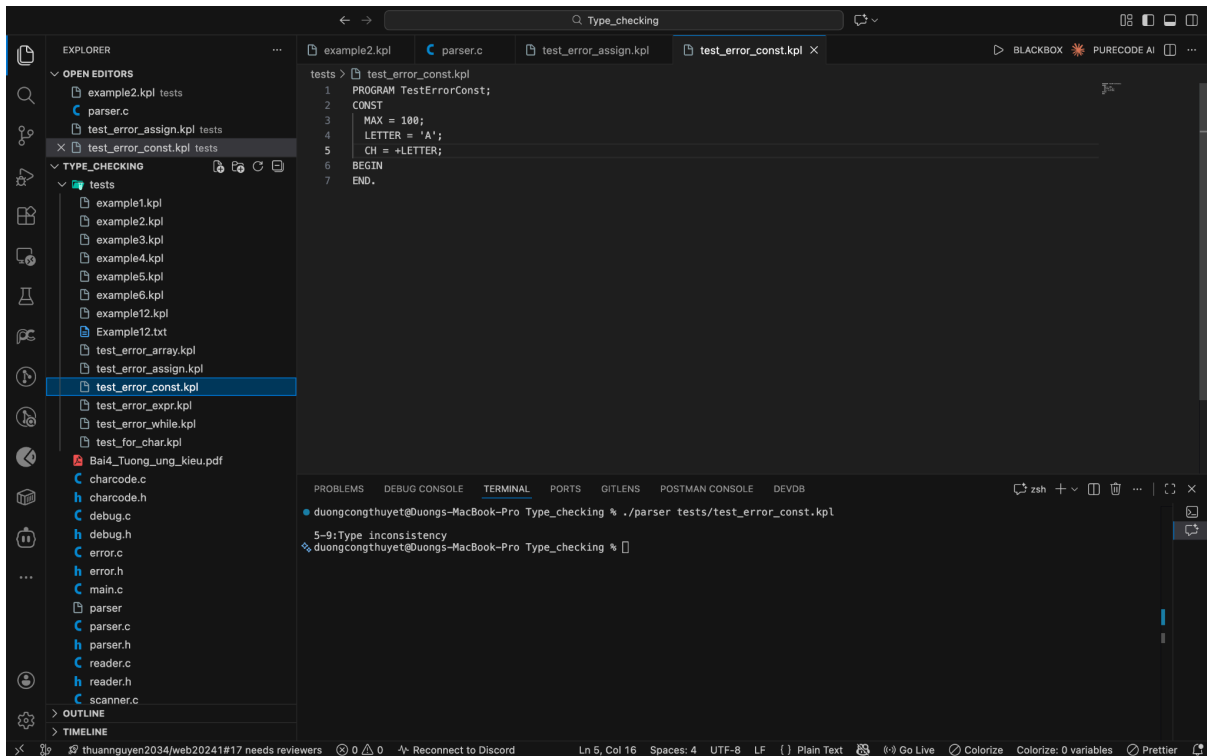 Type_checking
EXPLORER
OPEN EDITORS
example2.kpl tests
parser.c
test_error_assign.kpl tests
test_error_const.kpl tests
TYPE_CHECKING
tests
example1.kpl
example2.kpl
example3.kpl
example4.kpl
example5.kpl
example6.kpl
example12.kpl
Example12.txt
test_error_array.kpl
test_error_assign.kpl
test_error_const.kpl
test_error_expr.kpl
test_error_while.kpl
test_for_char.kpl
Bai4_Tuong_ung_kieu.pdf
charcode.c
charcode.h
debug.c
debug.h
error.c
error.h
main.c
parser
parser.c
parser.h
reader.c
reader.h
scanner.c
OUTLINE
TIMELINE
example2.kpl parser.c test_error_assign.kpl test_error_const.kpl BLACKBOX PURECODE AI
tests > test_error_const.kpl
1 PROGRAM TestErrorConst;
2 CONST
3 MAX = 100;
4 LETTER = 'A';
5 CH = +LETTER;
6 BEGIN
7 END.
PROBLEMS DEBUG CONSOLE TERMINAL PORTS GITLENS POSTMAN CONSOLE DEVDB zsh
duongcongthuyet@Duongs-MacBook-Pro Type_checking % ./parser tests/test_error_const.kpl
5-9:Type inconsistency
duongcongthuyet@Duongs-MacBook-Pro Type_checking %
thuannguyen2034/web20241#17 needs reviewers 0 0 Reconnect to Discord Ln 5, Col 16 Spaces: 4 UTF-8 LF {} Plain Text Go Live Colorize Colorize: 0 variables Prettier